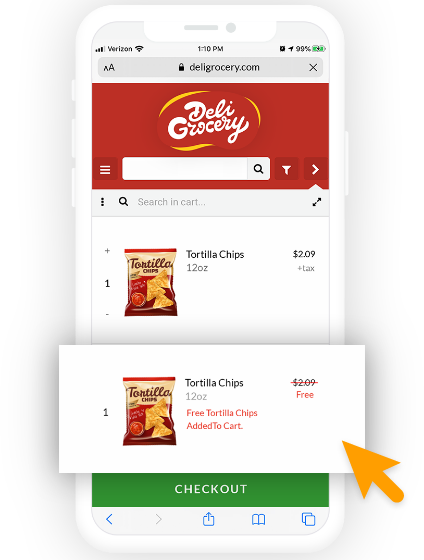 Verizon 1:10 PM 99%
AA deligrocery.com
Deli
Grocery
Search in cart...
+
1
-
Tortilla
CHIPS
Tortilla Chips
12oz
$2.09
+tax
1
Tortilla
CHIPS
Tortilla Chips
12oz
Free Tortilla Chips
AddedTo Cart.
$2.09
Free
CHECKOUT